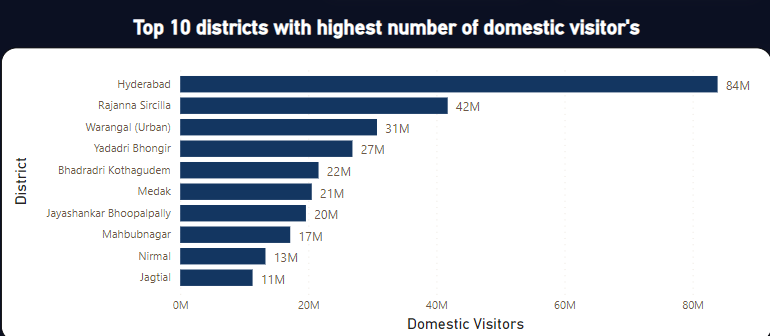 Top 10 districts with highest number of domestic visitor's
District
Hyderabad 84M
Rajanna Sircilla 42M
Warangal (Urban) 31M
Yadadri Bhongir 27M
Bhadradri Kothagudem 22M
Medak 21M
Jayashankar Bhoopalpally 20M
Mahbubnagar 17M
Nirmal 13M
Jagtial 11M
0M 20M 40M 60M 80M
Domestic Visitors